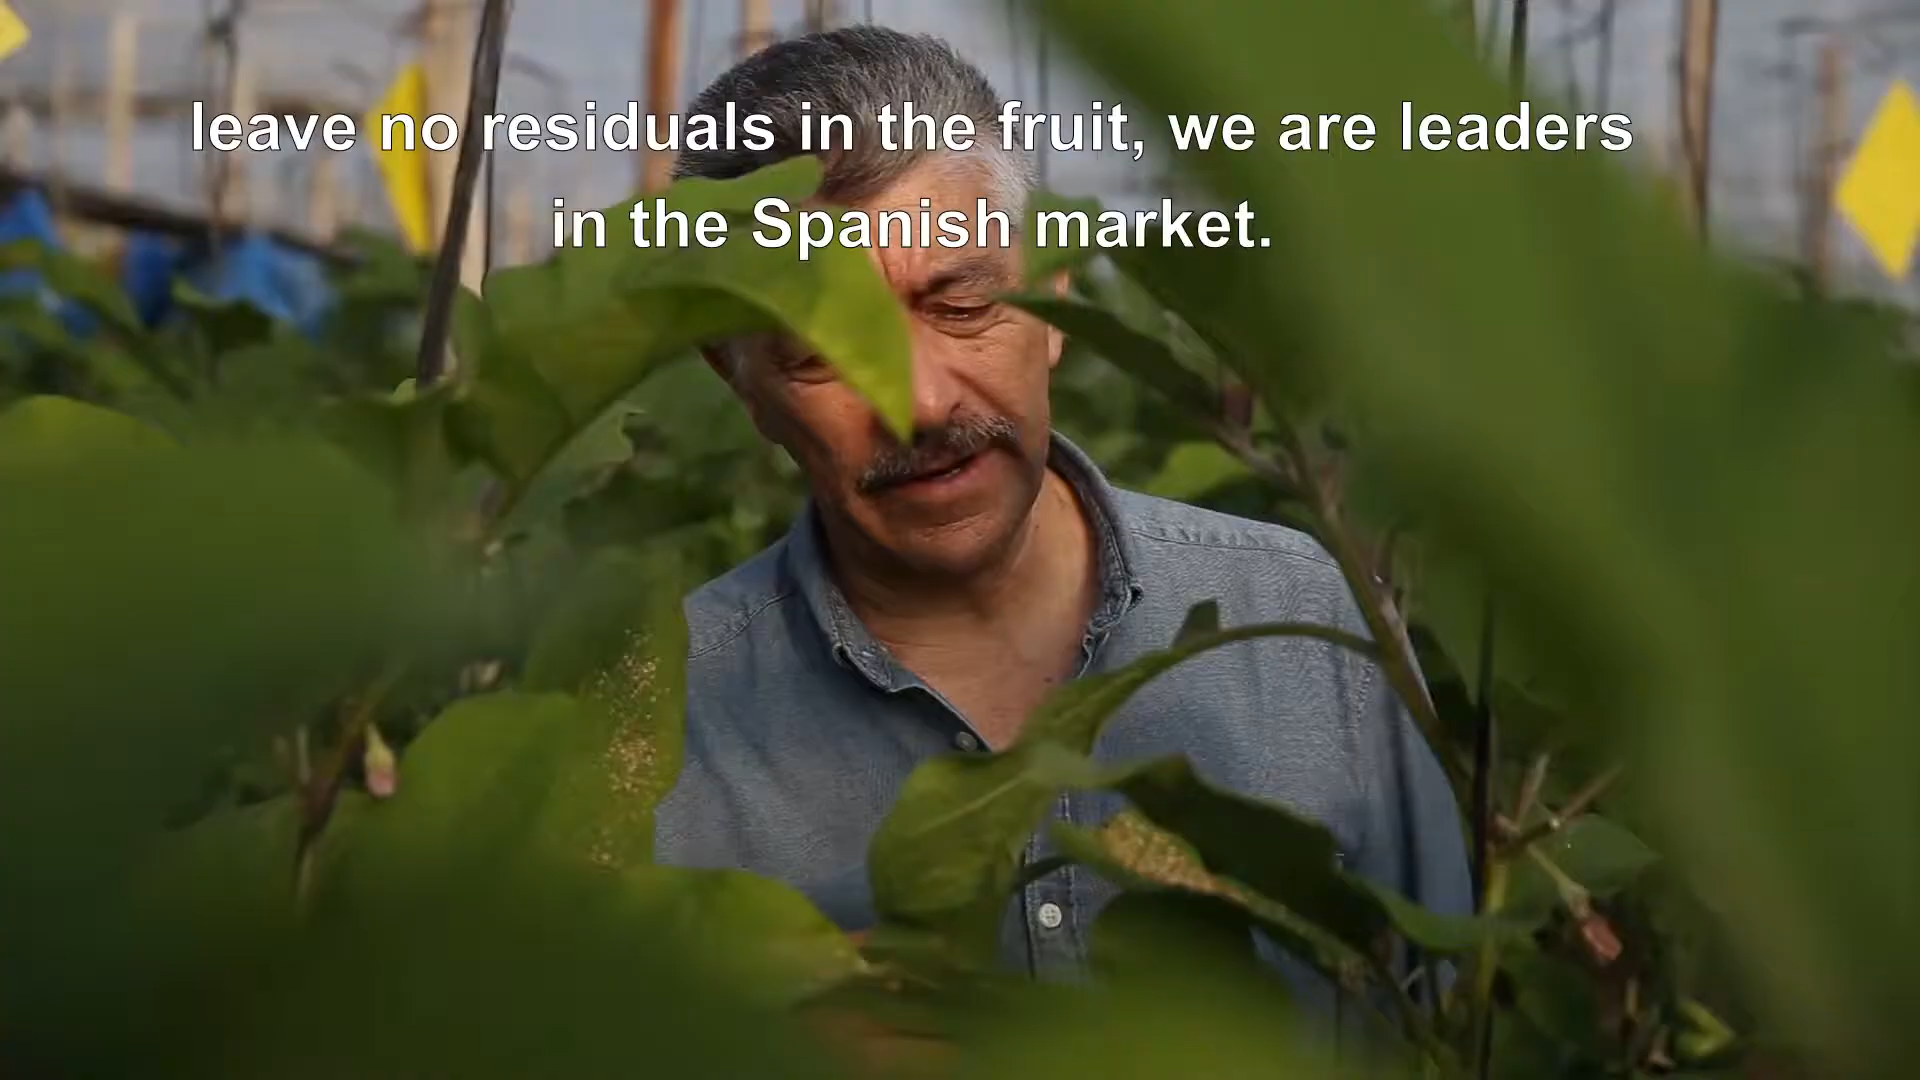 leave no residuals in the fruit, we are leaders
in the Spanish market.